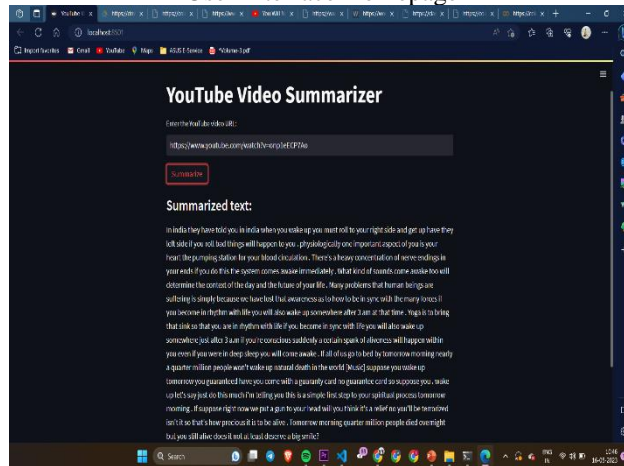 YouTube Video Summarizer
Enter the YouTube video URL:
Summarize
Summarized text:
In india they have told you in india when you wake up you must roll to your right side and get up have they
left side if you roll bad things will happen to you . physiologically one important aspect of you is your
heart the pumping station for your blood circulation . There's a heavy concentration of nerve endings in
your ends if you do this the system comes awake immediately . What kind of sounds come awake too will
determine the context of the day and the future of your life . Many problems that human beings are
suffering is simply because we have lost that awareness as to how to be in sync with the many forces if
you become in rhythm with life you will also wake up somewhere after 3 am at that time . Yoga is to bring
that sink so that you are in rhythm with life if you become in sync with life you will also wake up
somewhere just after 3 a.m if you're conscious suddenly a certain spark of aliveness will happen within
you even if you were in deep sleep you will come awake . If all of us go to bed by tomorrow morning nearly
a quarter million people won't wake up natural death in the world [Music] suppose you wake up
tomorrow you guaranteed have you come with a guaranty card no guarantee card so suppose you . wake
up let's say just do this much i'm telling you this is a simple first step to your spiritual process tomorrow
morning . If suppose right now we put a gun to your head will you think it's a relief no you'll be terrorized
isn't it so that's how precious it is to be alive . Tomorrow morning quarter million people died overnight
but you still alive does it not at least deserve a big smile?
Import favorites Gmail YouTube Maps ASUS E-Service
localhost:8501
Search